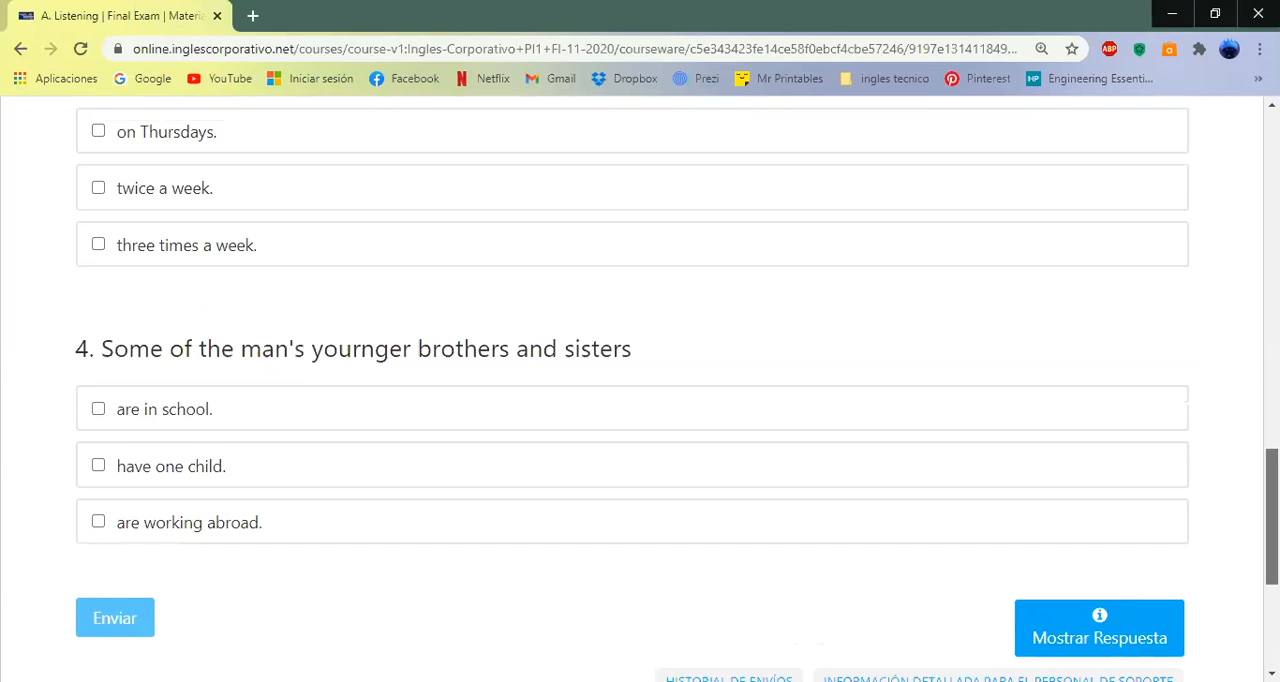 A. Listening | Final Exam | Materia
online.inglescorporativo.net/courses/course-v1:Ingles-Corporativo+PI1+FI-11-2020/courseware/c5e343423fe14ce58f0ebcf4cbe57246/9197e131411849...
ABP
Aplicaciones Google YouTube Iniciar sesión Facebook Netflix Gmail Dropbox Prezi Mr Printables ingles tecnico Pinterest HP Engineering Essenti... »
on Thursdays.
twice a week.
three times a week.
4. Some of the man's yournger brothers and sisters
are in school.
have one child.
are working abroad.
Enviar
Mostrar Respuesta
HISTORIAL DE ENVÍOS INFORMACIÓN DETALLADA PARA EL PERSONAL DE SOPORTE